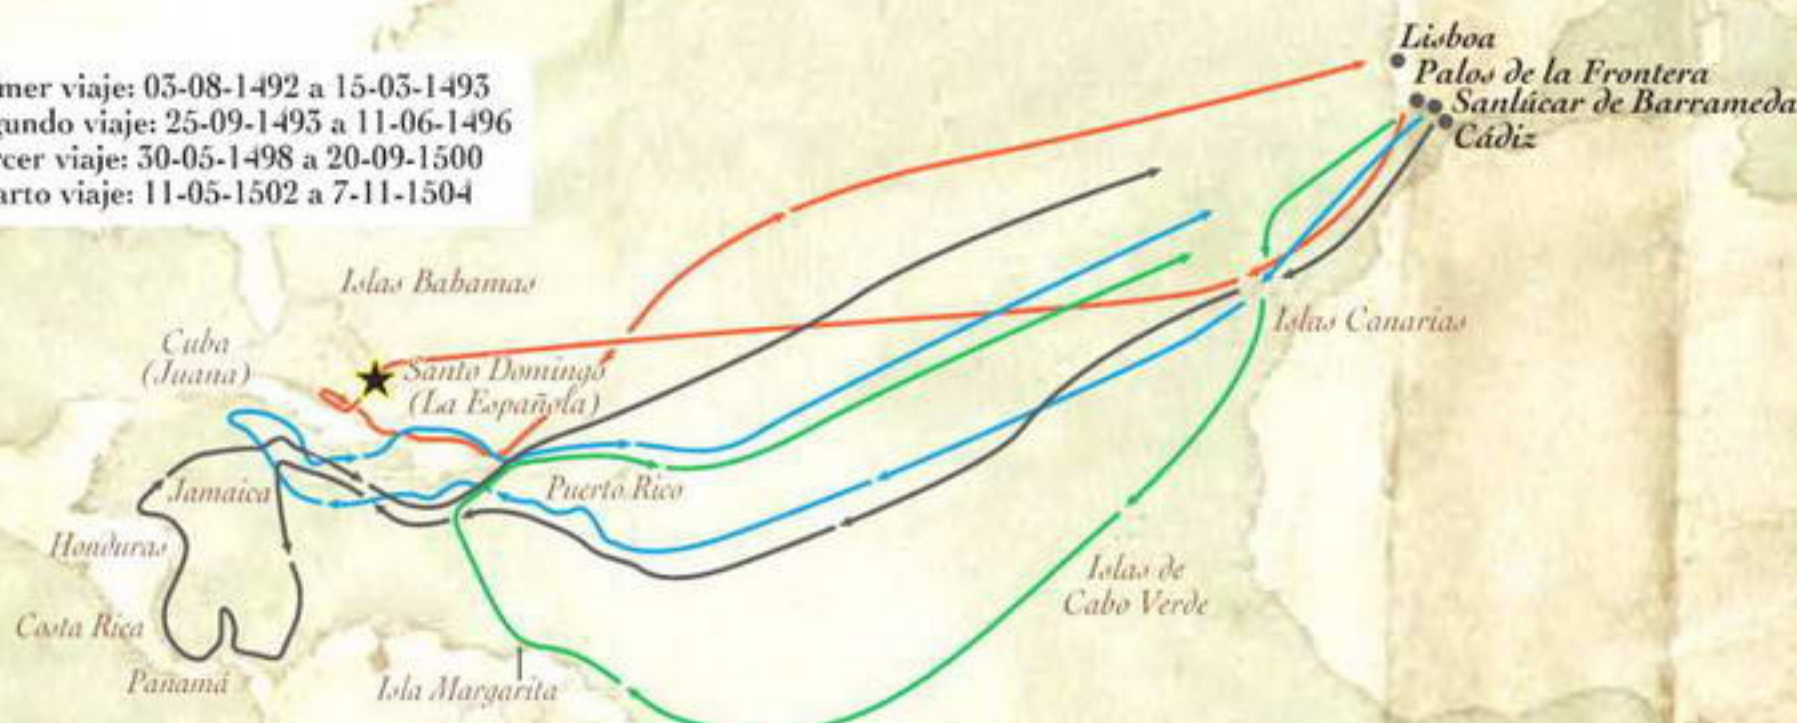 mer viaje: 03-08-1492 a 15-03-1493
gundo viaje: 25-09-1493 a 11-06-1496
rcer viaje: 30-05-1498 a 20-09-1500
arto viaje: 11-05-1502 a 7-11-1504
Lisboa
Palos de la Frontera
Sanlúcar de Barrameda
Cádiz
Islas Bahamas
Islas Canarias
Cuba
(Juana)
Santo Domingo
(La Española)
Jamaica
Puerto Rico
Honduras
Islas de
Cabo Verde
Costa Rica
Panamá
Isla Margarita